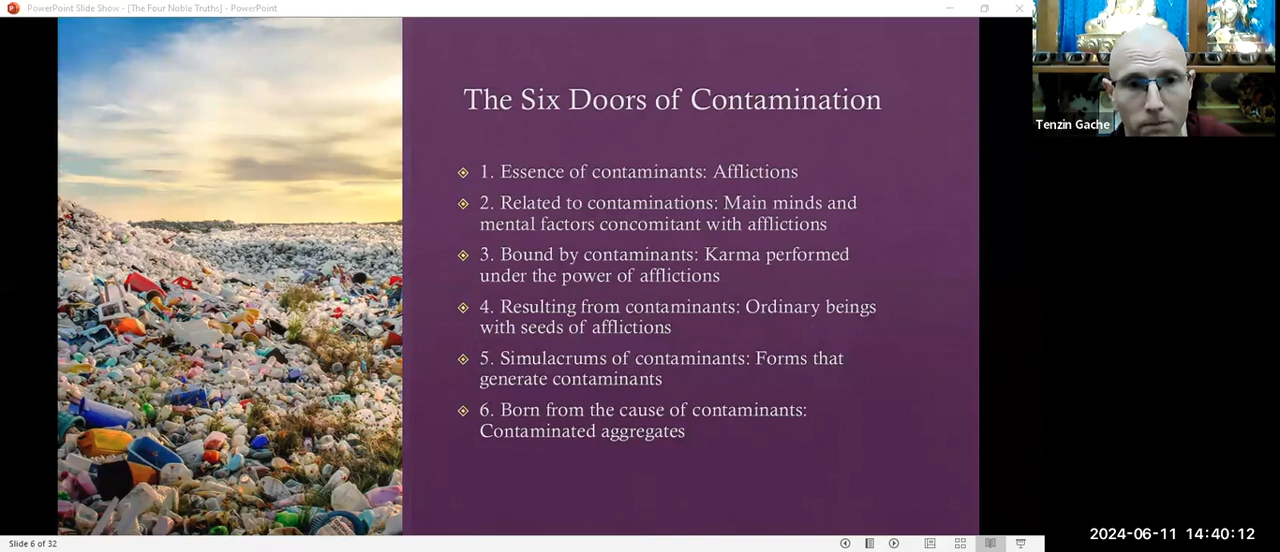 PowerPoint Slide Show - [The Four Noble Truths] - PowerPoint
The Six Doors of Contamination
1. Essence of contaminants: Afflictions
2. Related to contaminations: Main minds and
mental factors concomitant with afflictions
3. Bound by contaminants: Karma performed
under the power of afflictions
4. Resulting from contaminants: Ordinary beings
with seeds of afflictions
5. Simulacrums of contaminants: Forms that
generate contaminants
6. Born from the cause of contaminants:
Contaminated aggregates
Tenzin Gache
Slide 6 of 32
2024-06-11 14:40:12